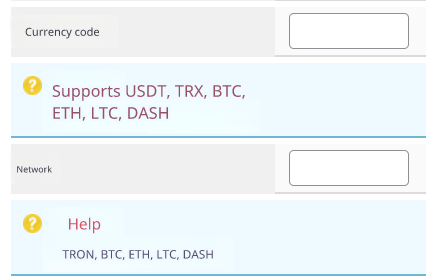 Currency code
? Supports USDT, TRX, BTC,
ETH, LTC, DASH
Network
? Help
TRON, BTC, ETH, LTC, DASH